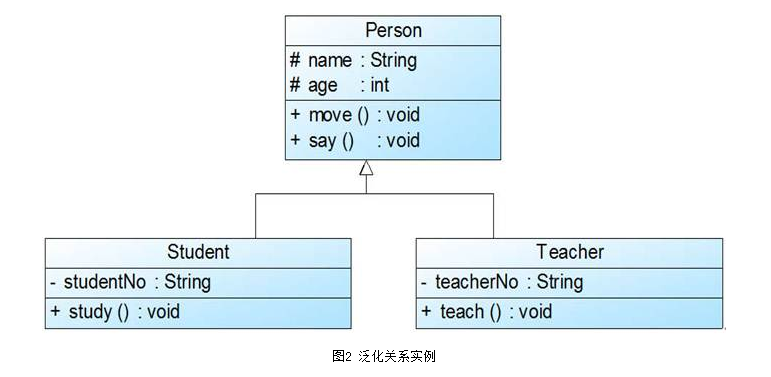 Person
# name : String
# age : int
+ move () : void
+ say () : void
Student
- studentNo : String
+ study () : void
Teacher
- teacherNo : String
+ teach () : void
图2 泛化关系实例